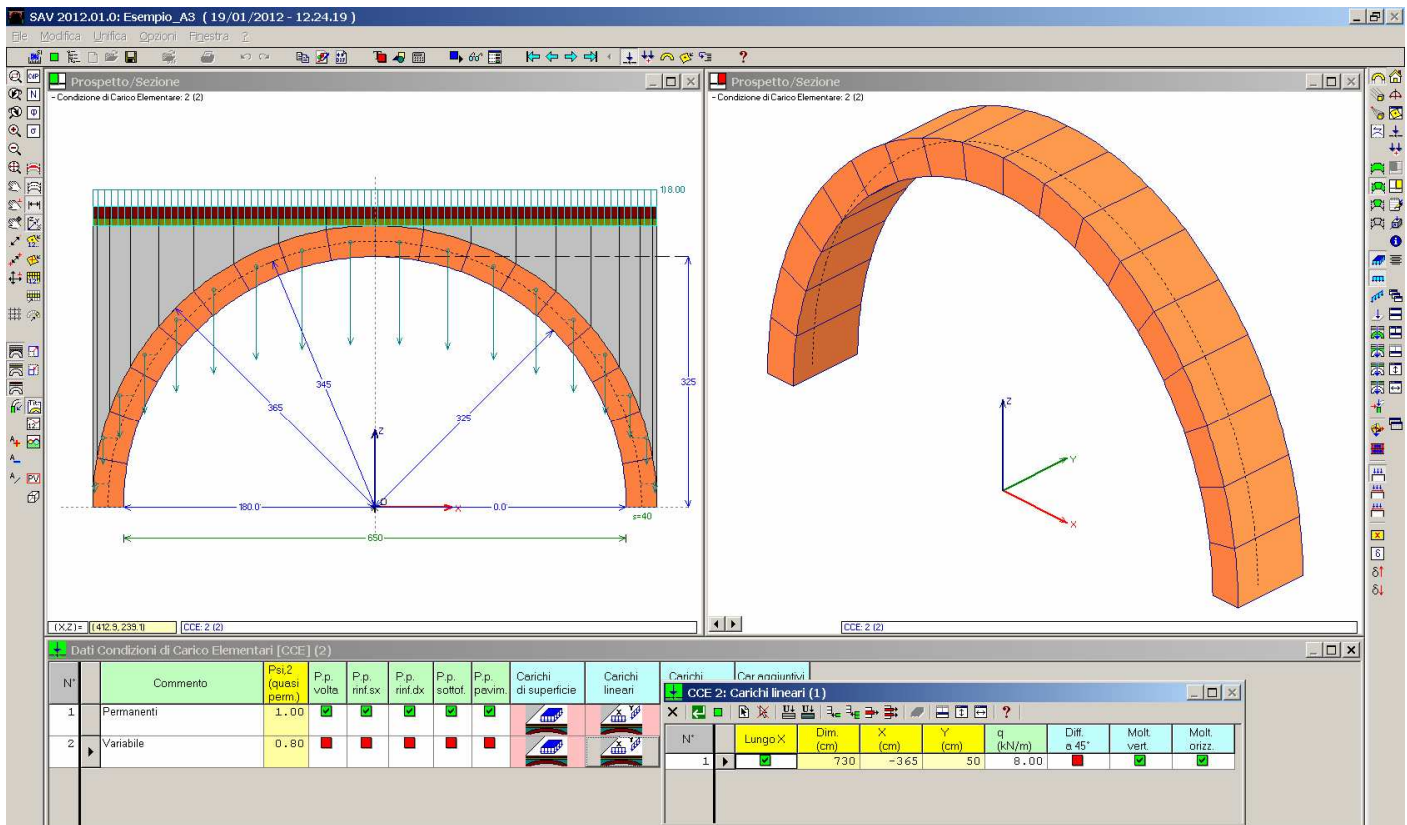 SAV 2012.01.0: Esempio_A3 ( 19/01/2012 - 12.24.19 )
File Modifica Unifica Opzioni Finestra ?
Prospetto/Sezione
- Condizione di Carico Elementare: 2 (2)
1) 8.00
345
365
325
325
Z
O
X
180.0
0.0
s=40
650
(X,Z)= (412.9, 239.1) CCE: 2 (2)
Prospetto/Sezione
- Condizione di Carico Elementare: 2 (2)
Z
Y
X
CCE: 2 (2)
Dati Condizioni di Carico Elementari [CCE] (2)
N° Commento Psi,2 (quasi perm.) P.p. volta P.p. rinf.sx P.p. rinf.dx P.p. sottof. P.p. pavim. Carichi di superficie Carichi lineari Carichi Car.aggiuntivi
1 Permanenti 1.00
2 Variabile 0.80
CCE 2: Carichi lineari (1)
N° Lungo X Dim. (cm) X (cm) Y (cm) q (kN/m) Diff. a 45° Molt. vert. Molt. orizz.
1 730 -365 50 8.00